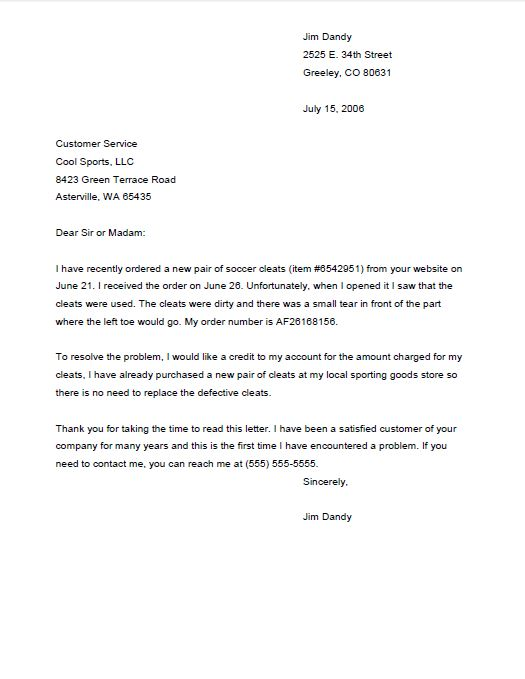 Jim Dandy
2525 E. 34th Street
Greeley, CO 80631
July 15, 2006
Customer Service
Cool Sports, LLC
8423 Green Terrace Road
Asterville, WA 65435
Dear Sir or Madam:
I have recently ordered a new pair of soccer cleats (item #6542951) from your website on
June 21. I received the order on June 26. Unfortunately, when I opened it I saw that the
cleats were used. The cleats were dirty and there was a small tear in front of the part
where the left toe would go. My order number is AF26168156.
To resolve the problem, I would like a credit to my account for the amount charged for my
cleats, I have already purchased a new pair of cleats at my local sporting goods store so
there is no need to replace the defective cleats.
Thank you for taking the time to read this letter. I have been a satisfied customer of your
company for many years and this is the first time I have encountered a problem. If you
need to contact me, you can reach me at (555) 555-5555.
Sincerely,
Jim Dandy